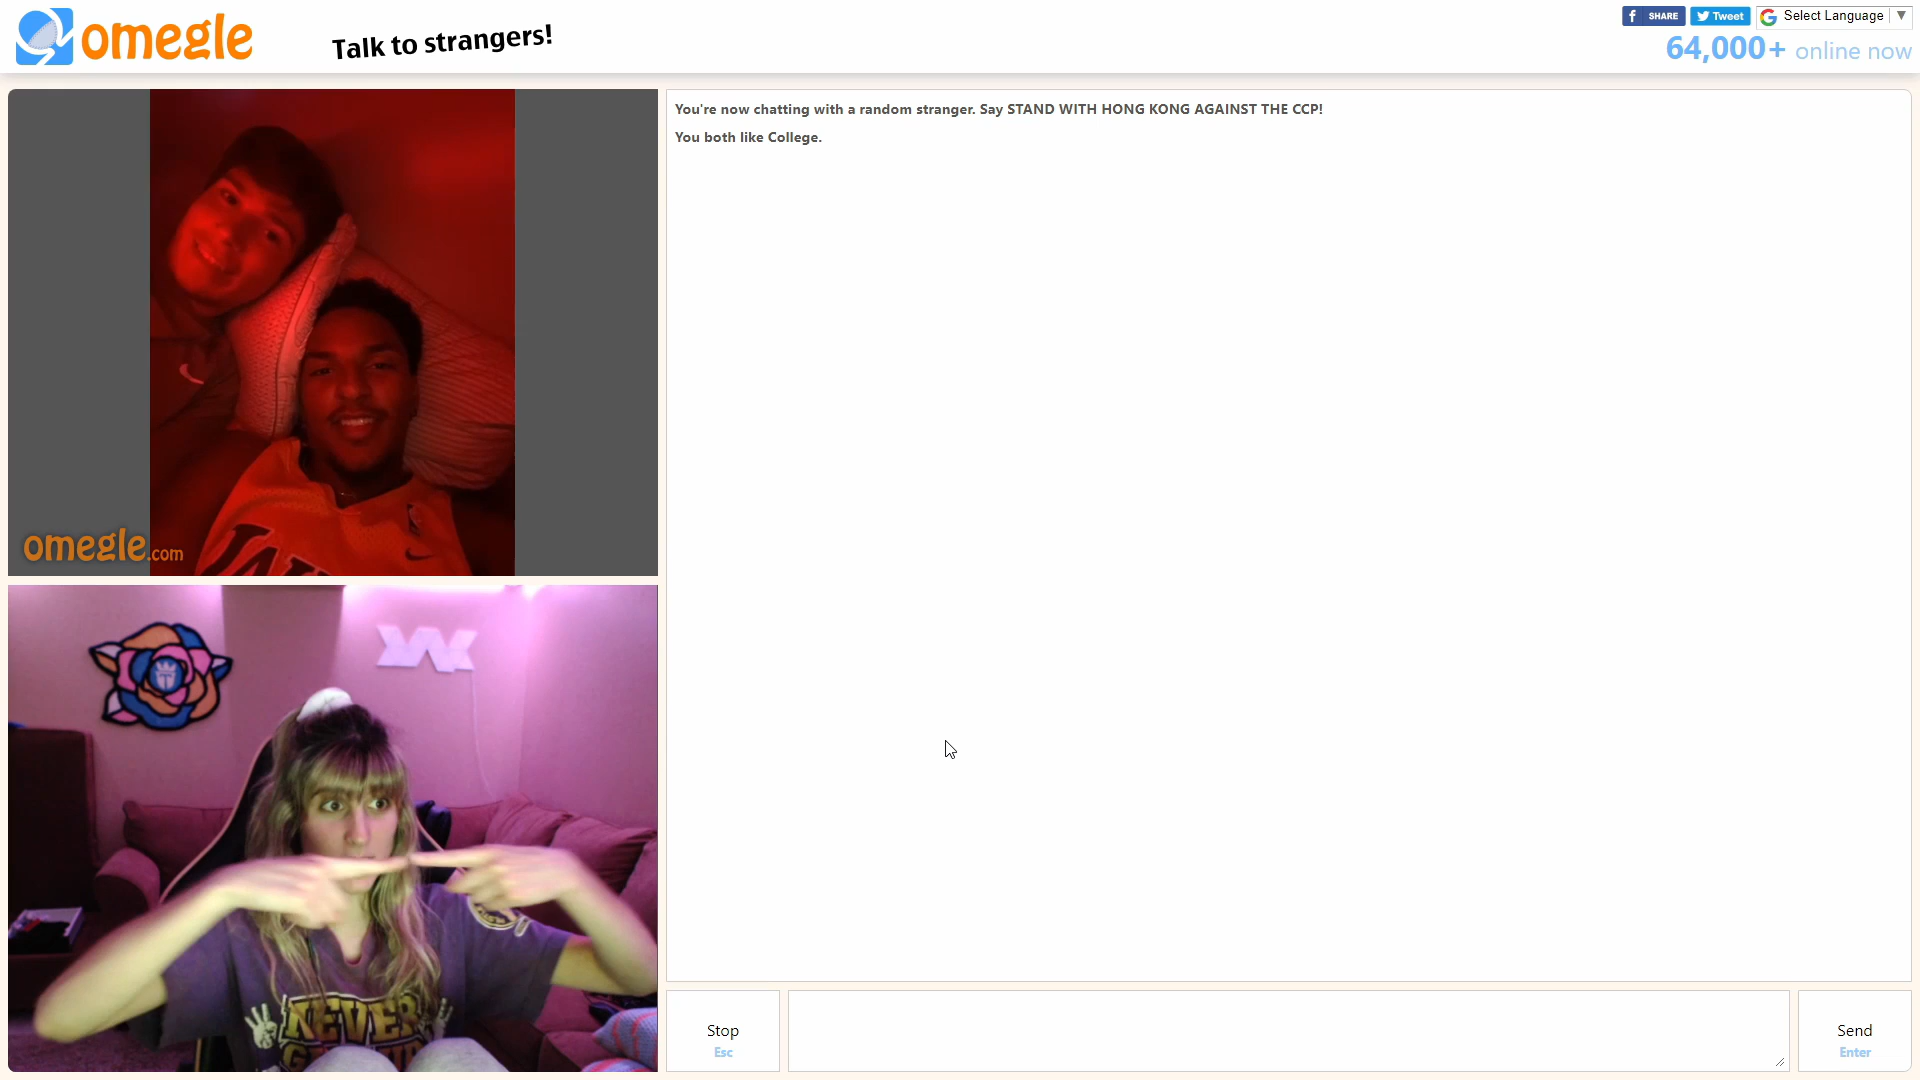 omegle
Talk to strangers!
SHARE
Tweet
Select Language
64,000+ online now
You're now chatting with a random stranger. Say STAND WITH HONG KONG AGAINST THE CCP!
You both like College.
omegle.com
NEVER
Stop
Esc
Send
Enter